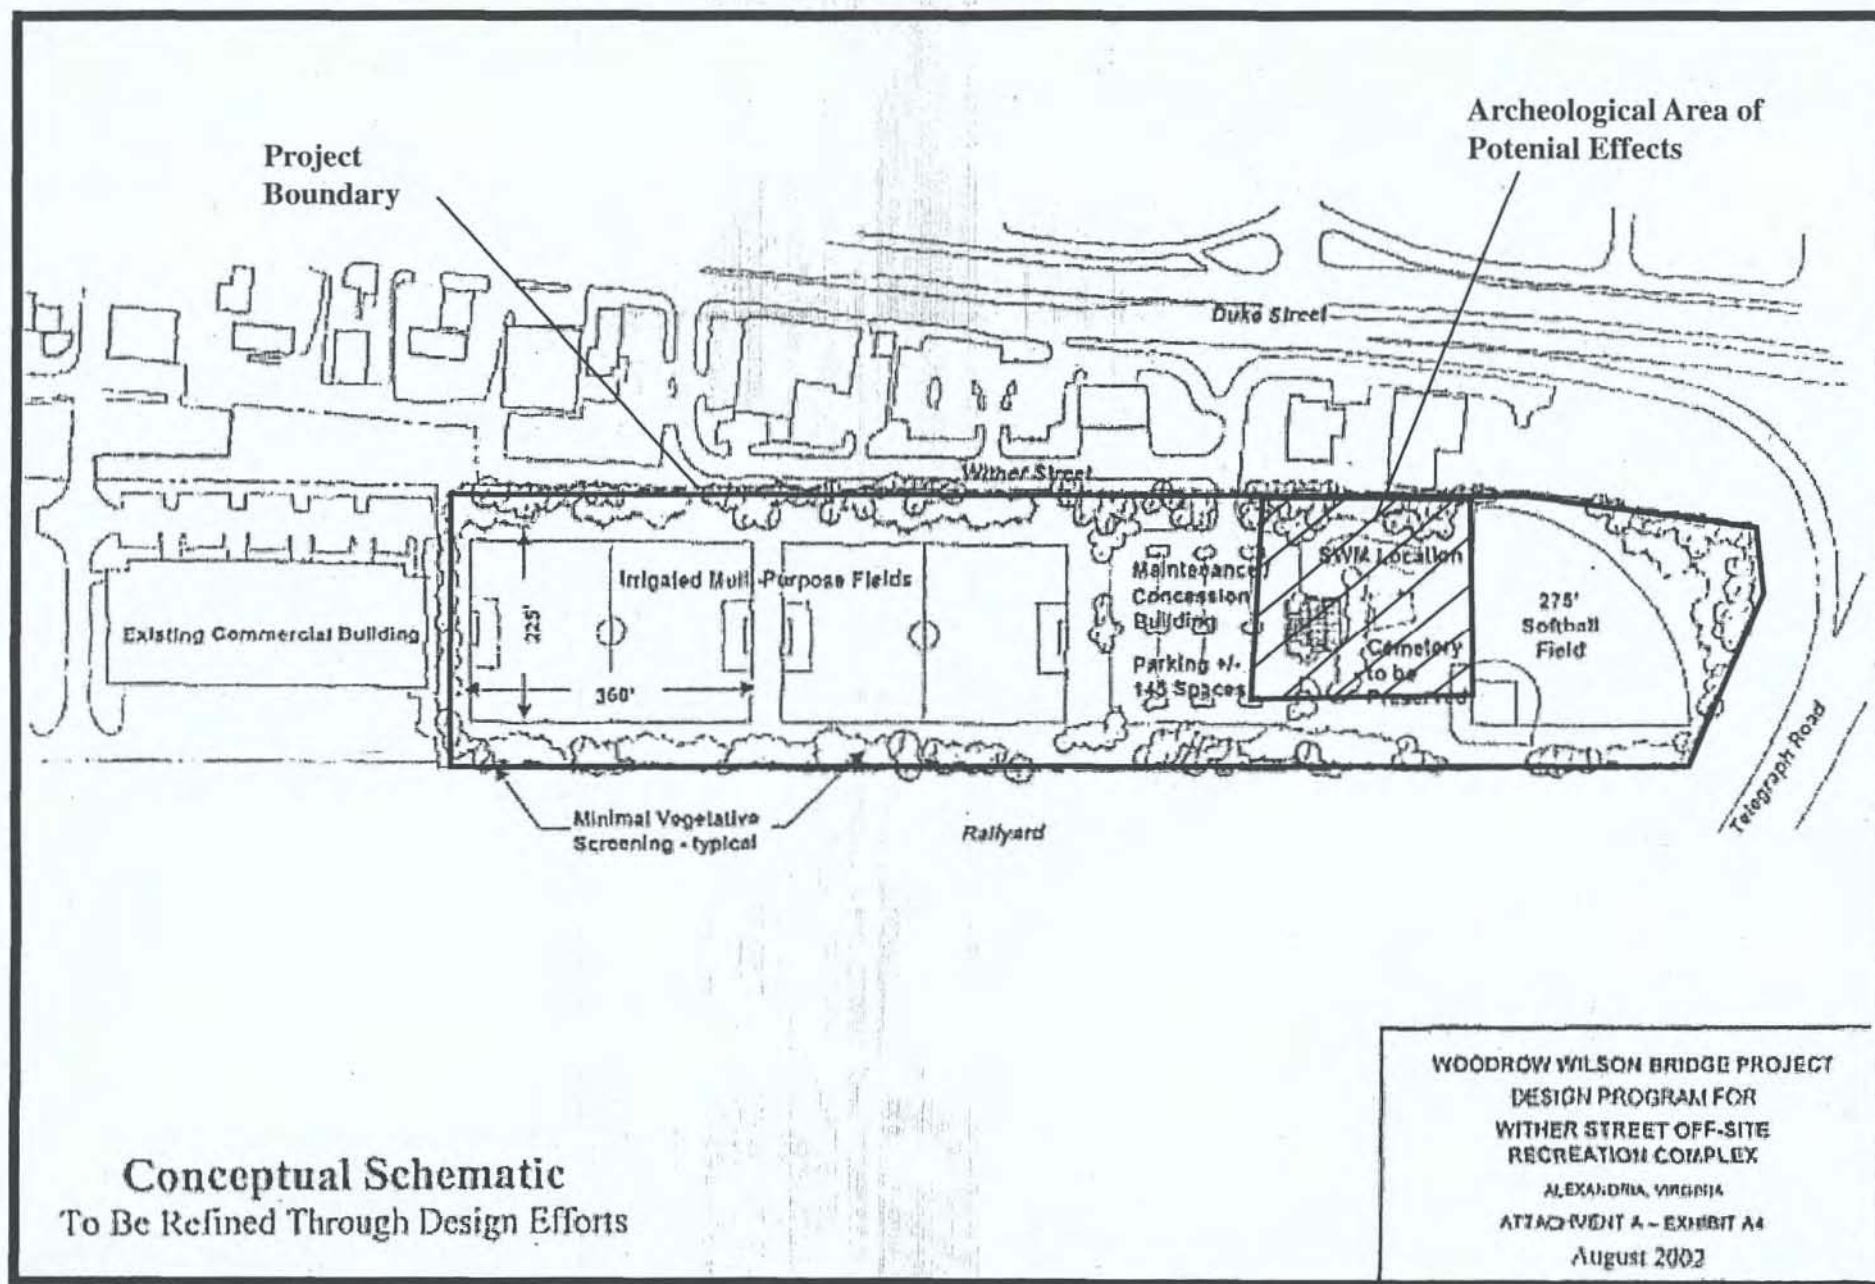 Archeological Area of
Potenial Effects
Project
Boundary
Duke Street
Wither Street
SWM Location
Irrigated Multi-Purpose Fields
Maintenance/
Concession
Building
275'
Softball
Field
225'
Existing Commercial Building
Cemetery
to be
Preserved
Parking +/-
145 Spaces
360'
Telegraph Road
Minimal Vegetative
Screening - typical
Railyard
WOODROW WILSON BRIDGE PROJECT
DESIGN PROGRAM FOR
WITHER STREET OFF-SITE
RECREATION COMPLEX
ALEXANDRIA, VIRGINIA
ATTACHMENT A - EXHIBIT A4
August 2002
Conceptual Schematic
To Be Refined Through Design Efforts